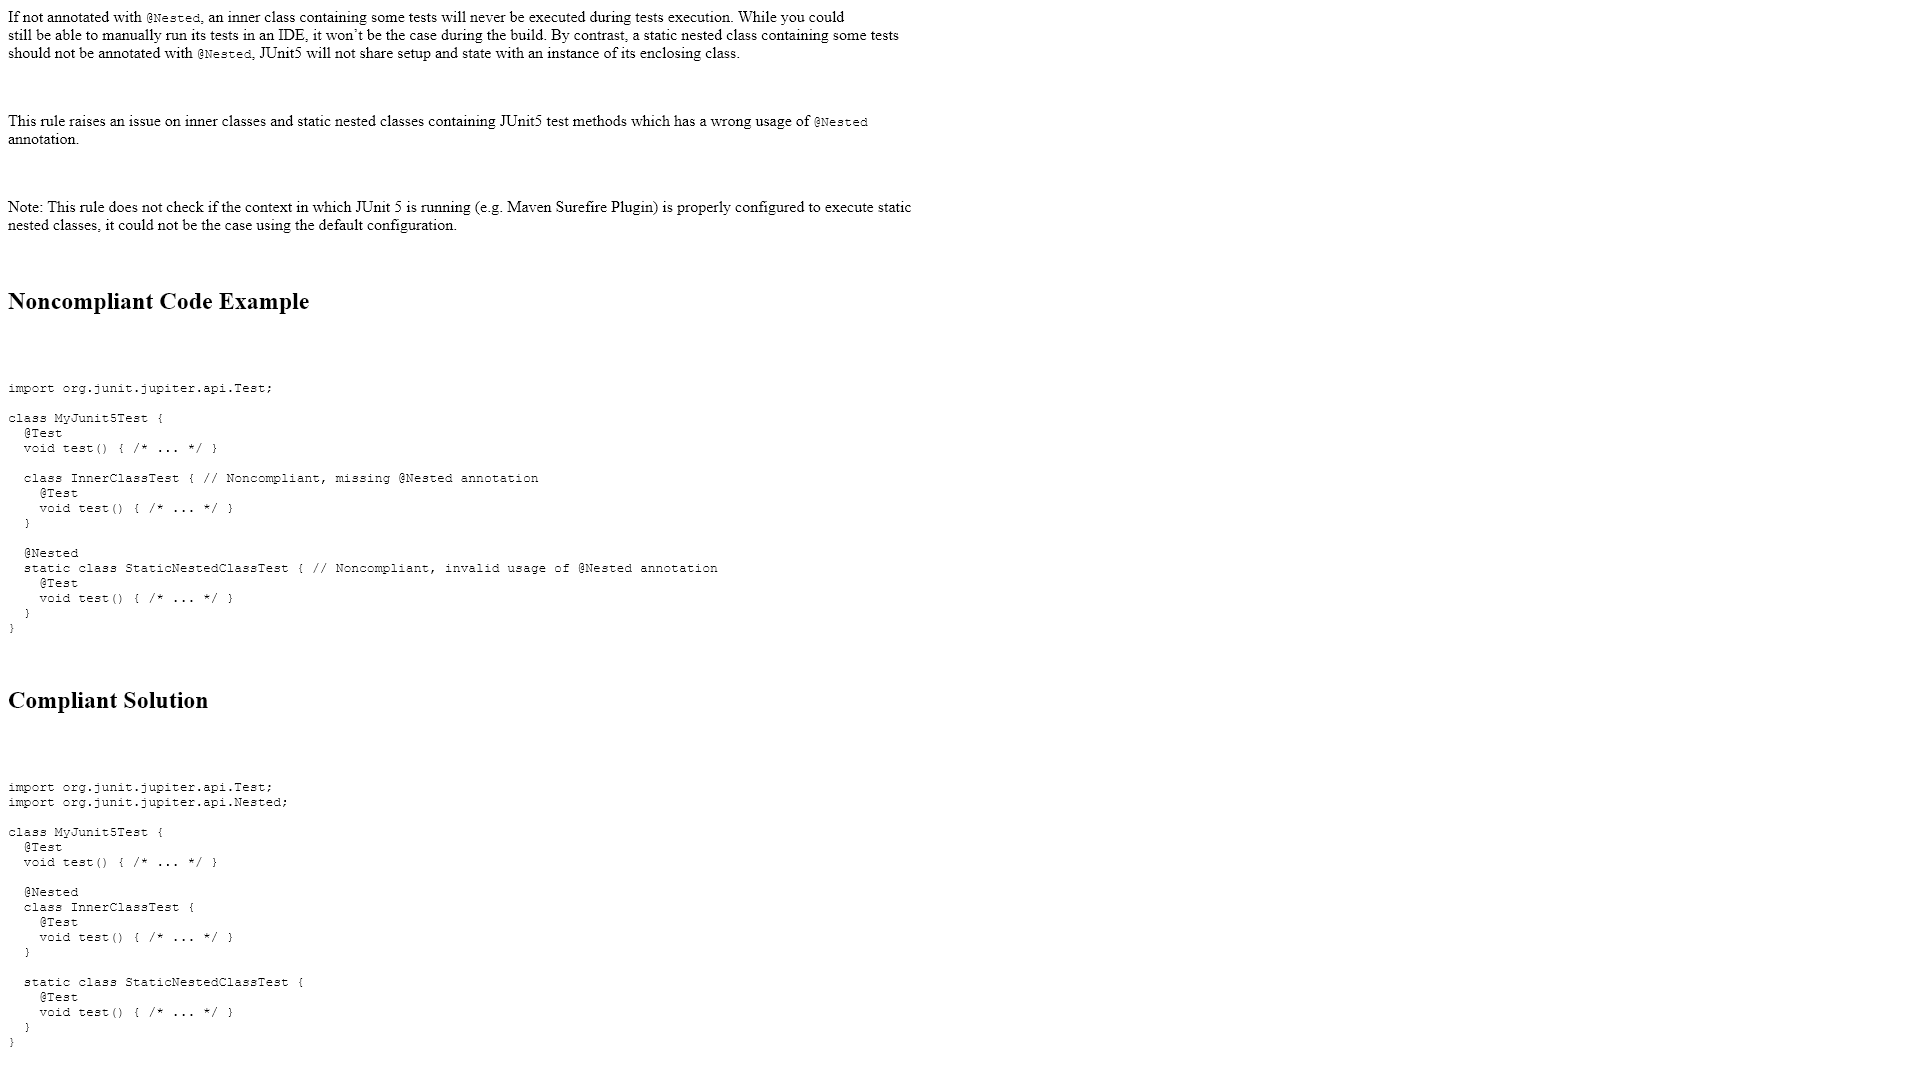 If not annotated with @Nested, an inner class containing some tests will never be executed during tests execution. While you could
still be able to manually run its tests in an IDE, it won’t be the case during the build. By contrast, a static nested class containing some tests
should not be annotated with @Nested, JUnit5 will not share setup and state with an instance of its enclosing class.
This rule raises an issue on inner classes and static nested classes containing JUnit5 test methods which has a wrong usage of @Nested
annotation.
Note: This rule does not check if the context in which JUnit 5 is running (e.g. Maven Surefire Plugin) is properly configured to execute static
nested classes, it could not be the case using the default configuration.
Noncompliant Code Example
import org.junit.jupiter.api.Test;
class MyJunit5Test {
  @Test
  void test() { /* ... */ }
  class InnerClassTest { // Noncompliant, missing @Nested annotation
    @Test
    void test() { /* ... */ }
  }
  @Nested
  static class StaticNestedClassTest { // Noncompliant, invalid usage of @Nested annotation
    @Test
    void test() { /* ... */ }
  }
}
Compliant Solution
import org.junit.jupiter.api.Test;
import org.junit.jupiter.api.Nested;
class MyJunit5Test {
  @Test
  void test() { /* ... */ }
  @Nested
  class InnerClassTest {
    @Test
    void test() { /* ... */ }
  }
  static class StaticNestedClassTest {
    @Test
    void test() { /* ... */ }
  }
}